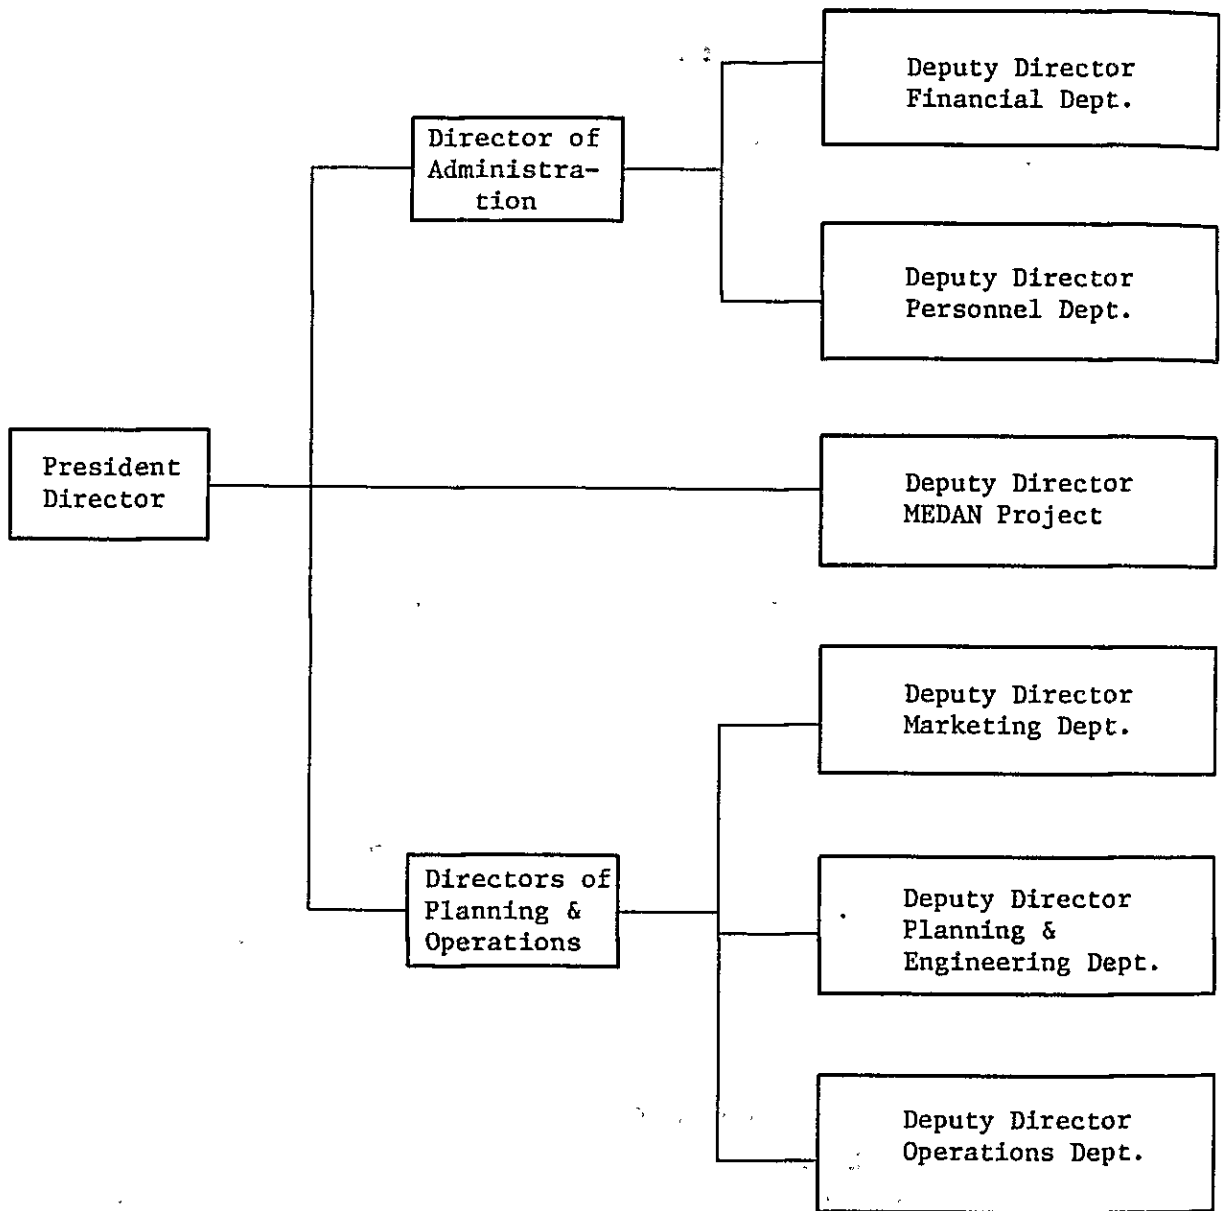 Deputy Director
Financial Dept.
Director of
Administra-
tion
Deputy Director
Personnel Dept.
President
Director
Deputy Director
MEDAN Project
Deputy Director
Marketing Dept.
Directors of
Planning &
Operations
Deputy Director
Planning &
Engineering Dept.
Deputy Director
Operations Dept.